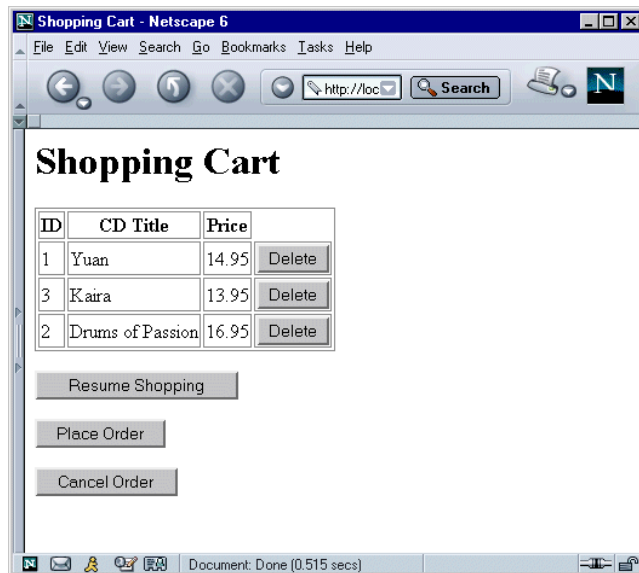 Shopping Cart - Netscape 6
File Edit View Search Go Bookmarks Tasks Help
http://loc Search N
Shopping Cart
ID CD Title Price
1 Yuan 14.95 Delete
3 Kaira 13.95 Delete
2 Drums of Passion 16.95 Delete
Resume Shopping
Place Order
Cancel Order
Document: Done (0.515 secs)